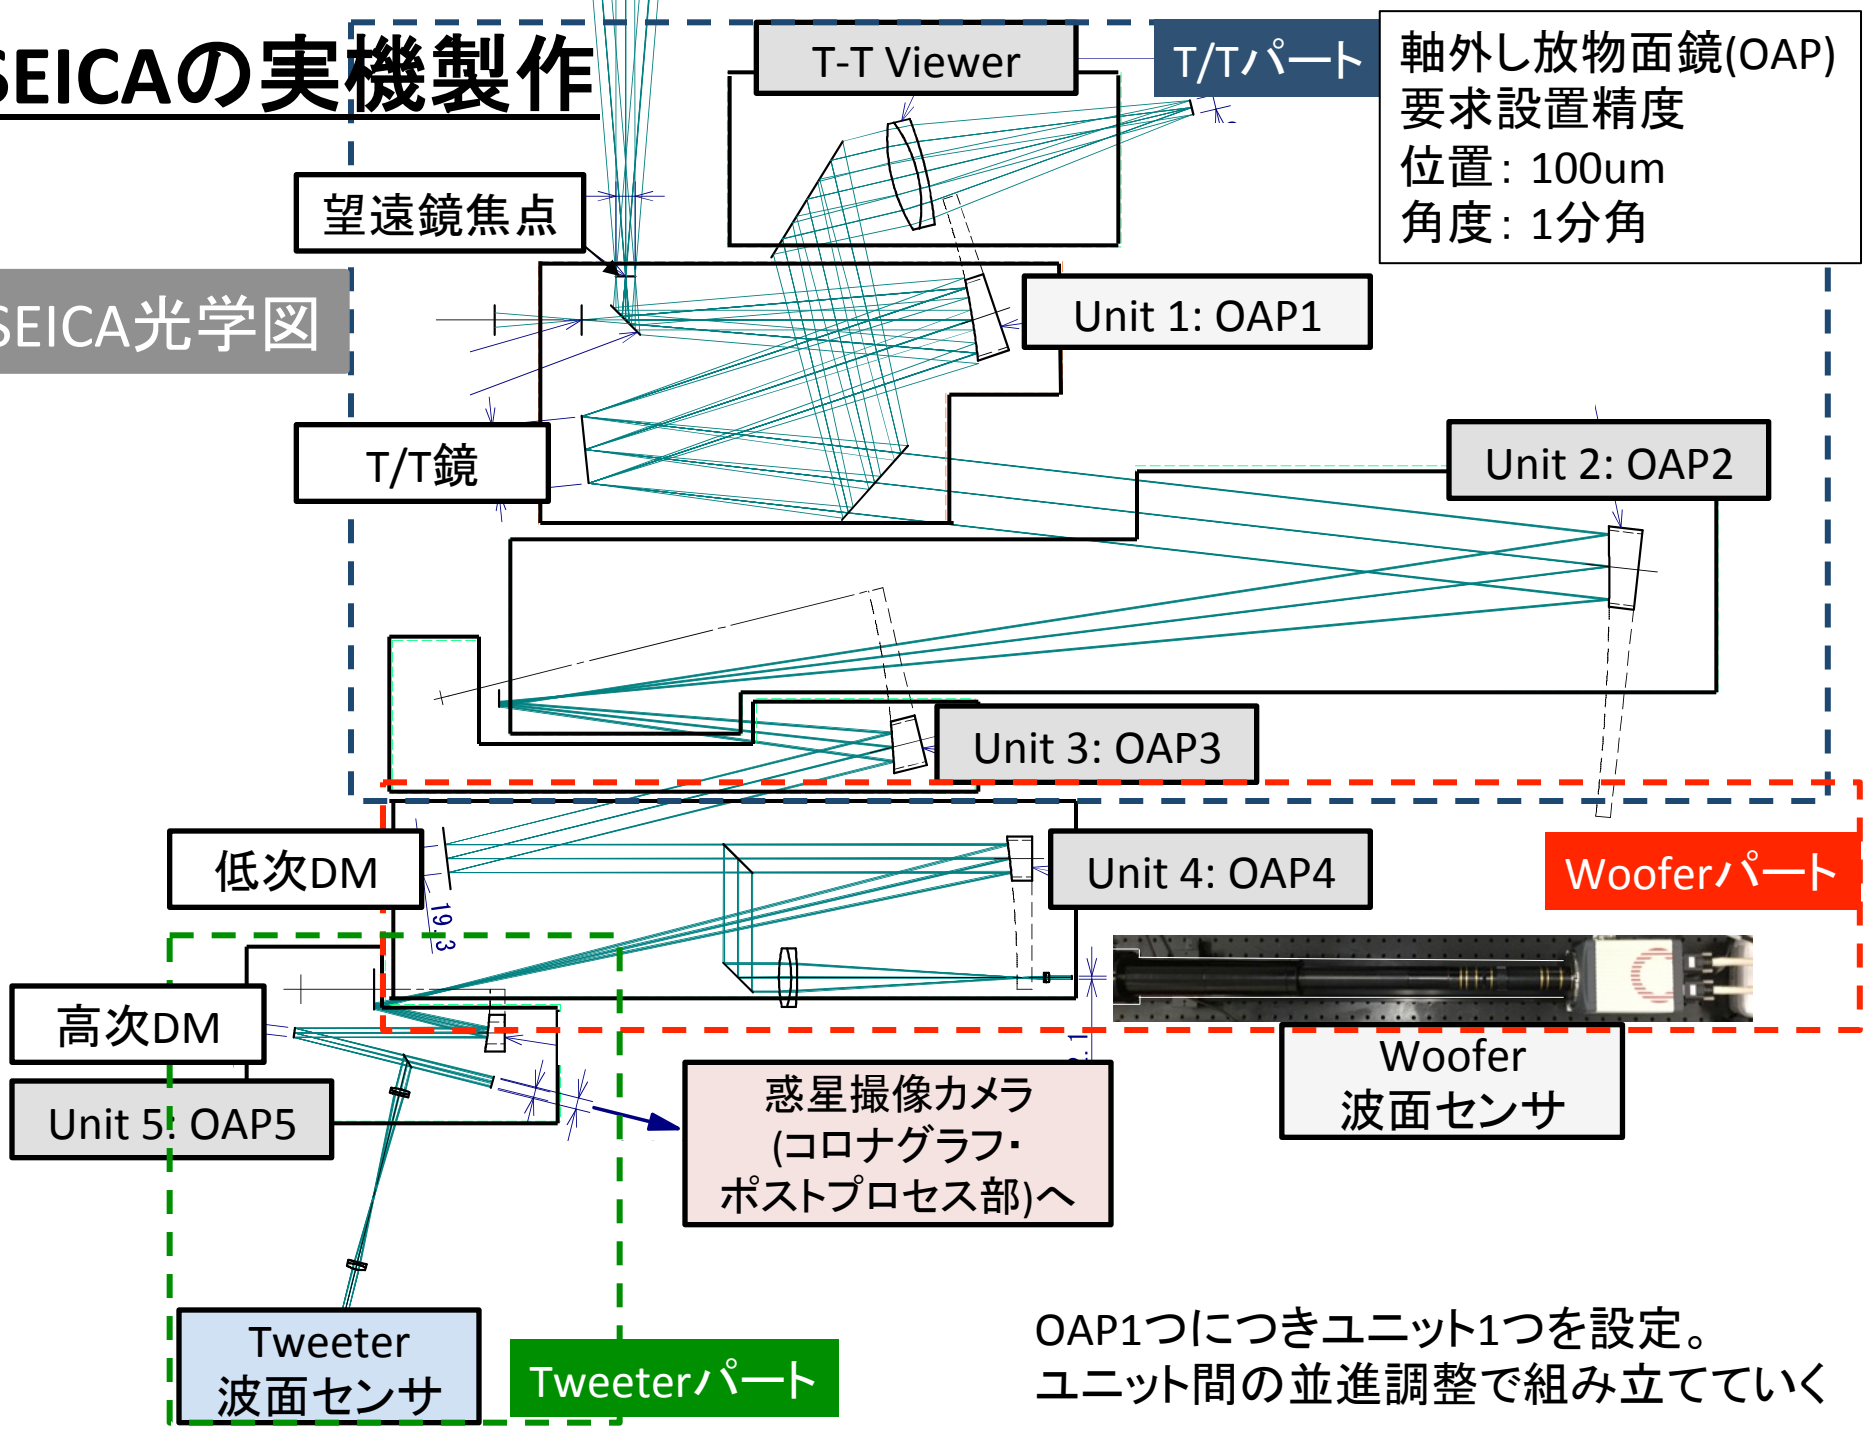 SEICAの実機製作
T-T Viewer
T/Tパート
軸外し放物面鏡(OAP)
要求設置精度
位置：100um
角度：1分角
望遠鏡焦点
SEICA光学図
Unit 1: OAP1
T/T鏡
Unit 2: OAP2
Unit 3: OAP3
低次DM
Unit 4: OAP4
Wooferパート
19.3
高次DM
Woofer
波面センサ
惑星撮像カメラ
(コロナグラフ・
ポストプロセス部)へ
Unit 5: OAP5
Tweeter
波面センサ
Tweeterパート
OAP1つにつきユニット1つを設定。
ユニット間の並進調整で組み立てていく